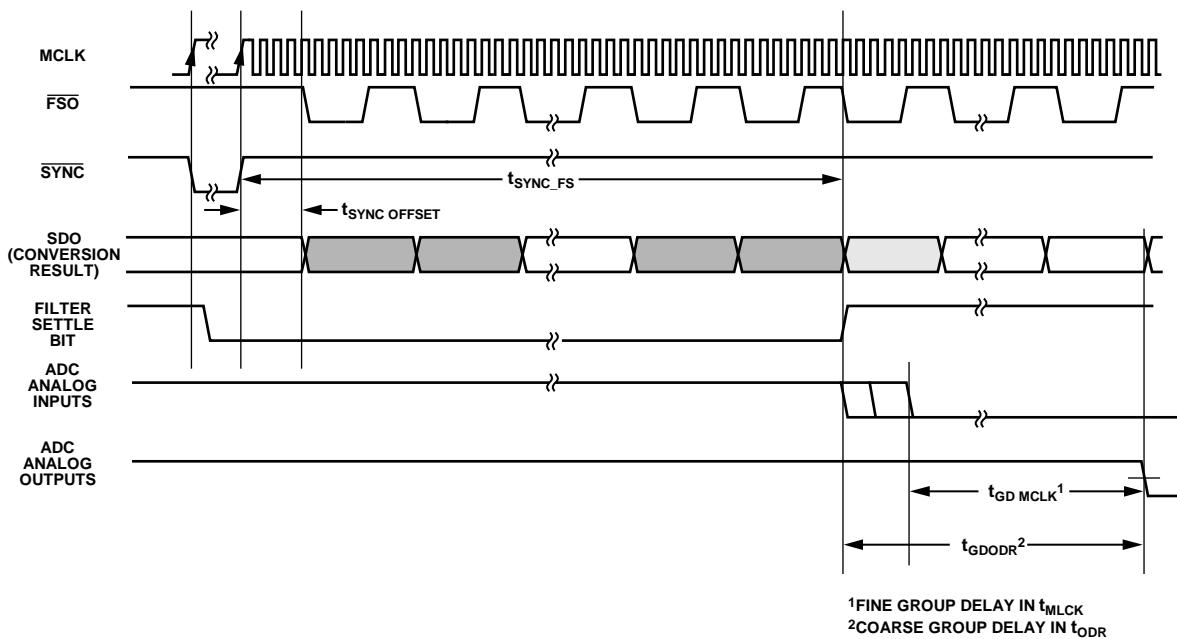 MCLK
FSO
SYNC
tSYNC_FS
tSYNC OFFSET
SDO
(CONVERSION
RESULT)
FILTER
SETTLE
BIT
ADC
ANALOG
INPUTS
ADC
ANALOG
OUTPUTS
tGD MCLK1
tGDODR2
1FINE GROUP DELAY IN tMLCK
2COARSE GROUP DELAY IN tODR